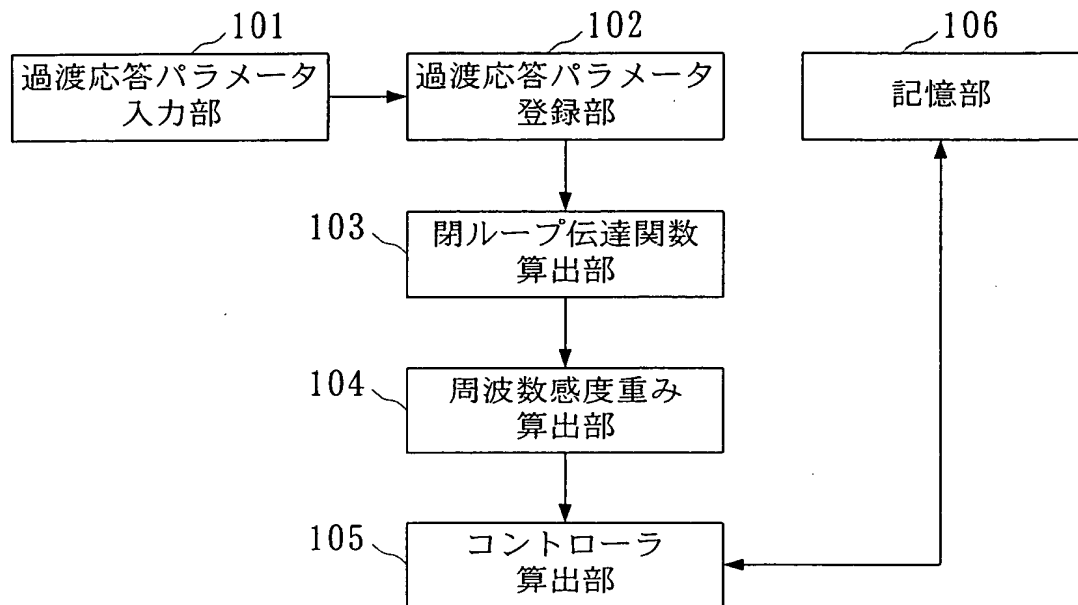 101
過渡応答パラメータ
入力部
102
過渡応答パラメータ
登録部
106
記憶部
103
閉ループ伝達関数
算出部
104
周波数感度重み
算出部
105
コントローラ
算出部